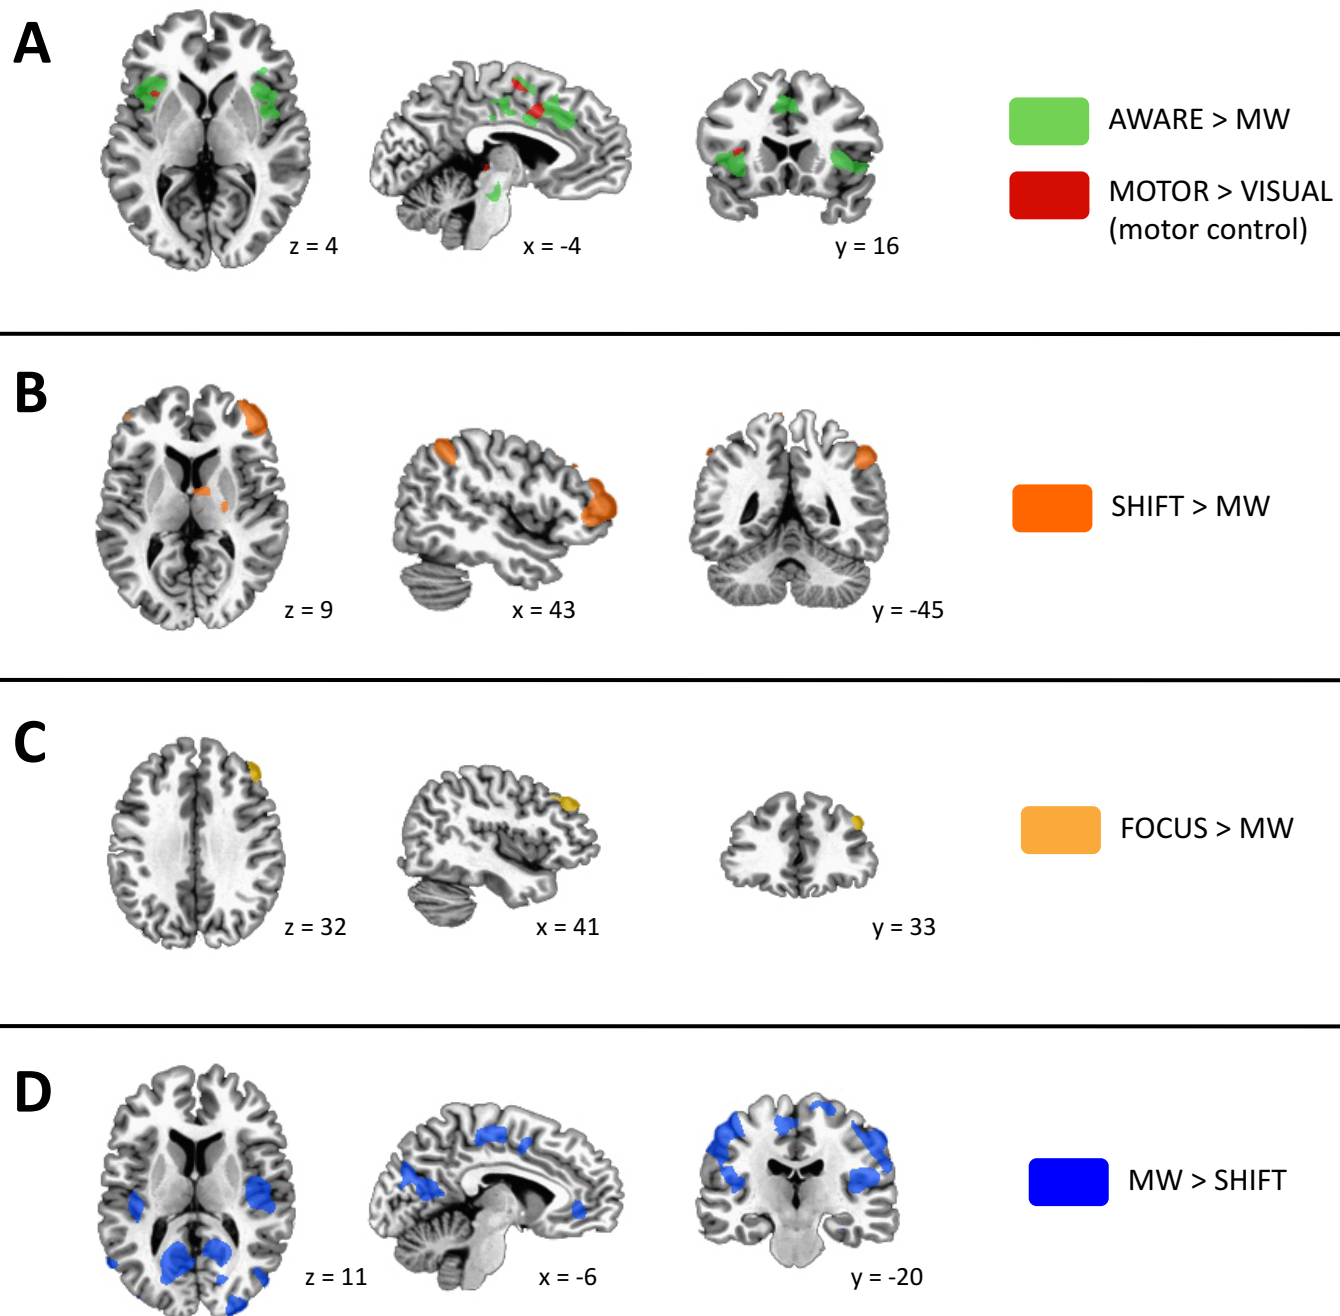 A
AWARE > MW
MOTOR > VISUAL
(motor control)
z = 4
x = -4
y = 16
B
SHIFT > MW
z = 9
x = 43
y = -45
C
FOCUS > MW
z = 32
x = 41
y = 33
D
MW > SHIFT
z = 11
x = -6
y = -20